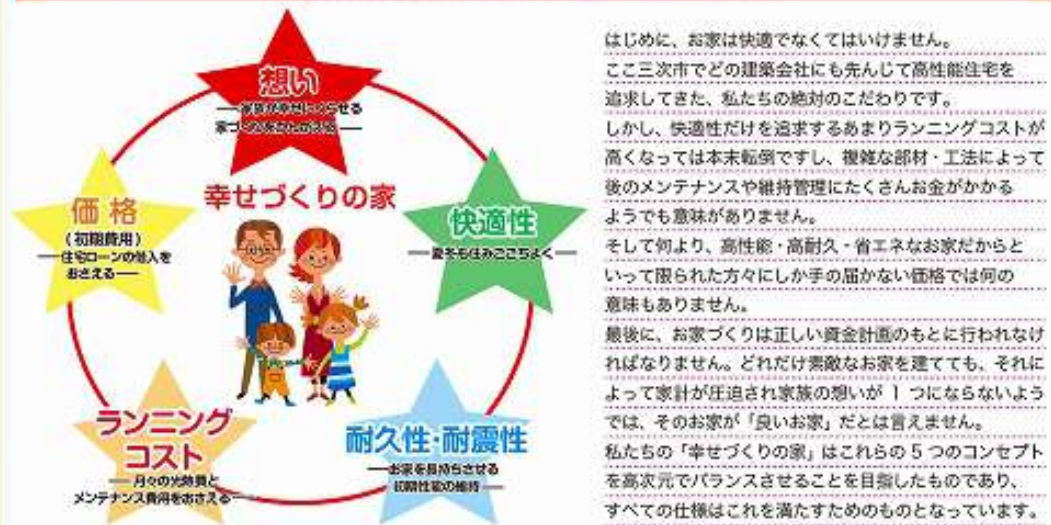 想い
家族が幸せにくらせる
家づくりをかんがえる
幸せづくりの家
価格
(初期費用)
住宅ローンの借入を
おさえる
快適性
夏冬も住みここちよく
ランニング
コスト
月々の光熱費と
メンテナンス費用をおさえる
耐久性・耐震性
お家を長持ちさせる
初期性能の維持
はじめに、お家は快適でなくてはいけません。
ここ三次市でどの建築会社にも先んじて高性能住宅を
追求してきた、私たちの絶対のこだわりです。
しかし、快適性だけを追求するあまりランニングコストが
高くなっては本末転倒ですし、複雑な部材・工法によって
後のメンテナンスや維持管理にたくさんお金がかかる
ようでも意味がありません。
そして何より、高性能・高耐久・省エネなお家だからと
いって限られた方々にしか手の届かない価格では何の
意味もありません。
最後に、お家づくりは正しい資金計画のもとに行われなけ
ればなりません。どれだけ素敵なお家を建てても、それに
よって家計が圧迫され家族の想いが 1 つにならないよう
では、そのお家が「良いお家」だとは言えません。
私たちの「幸せづくりの家」はこれらの 5 つのコンセプト
を高次元でバランスさせることを目指したものであり、
すべての仕様はこれを満たすためのものとなっています。